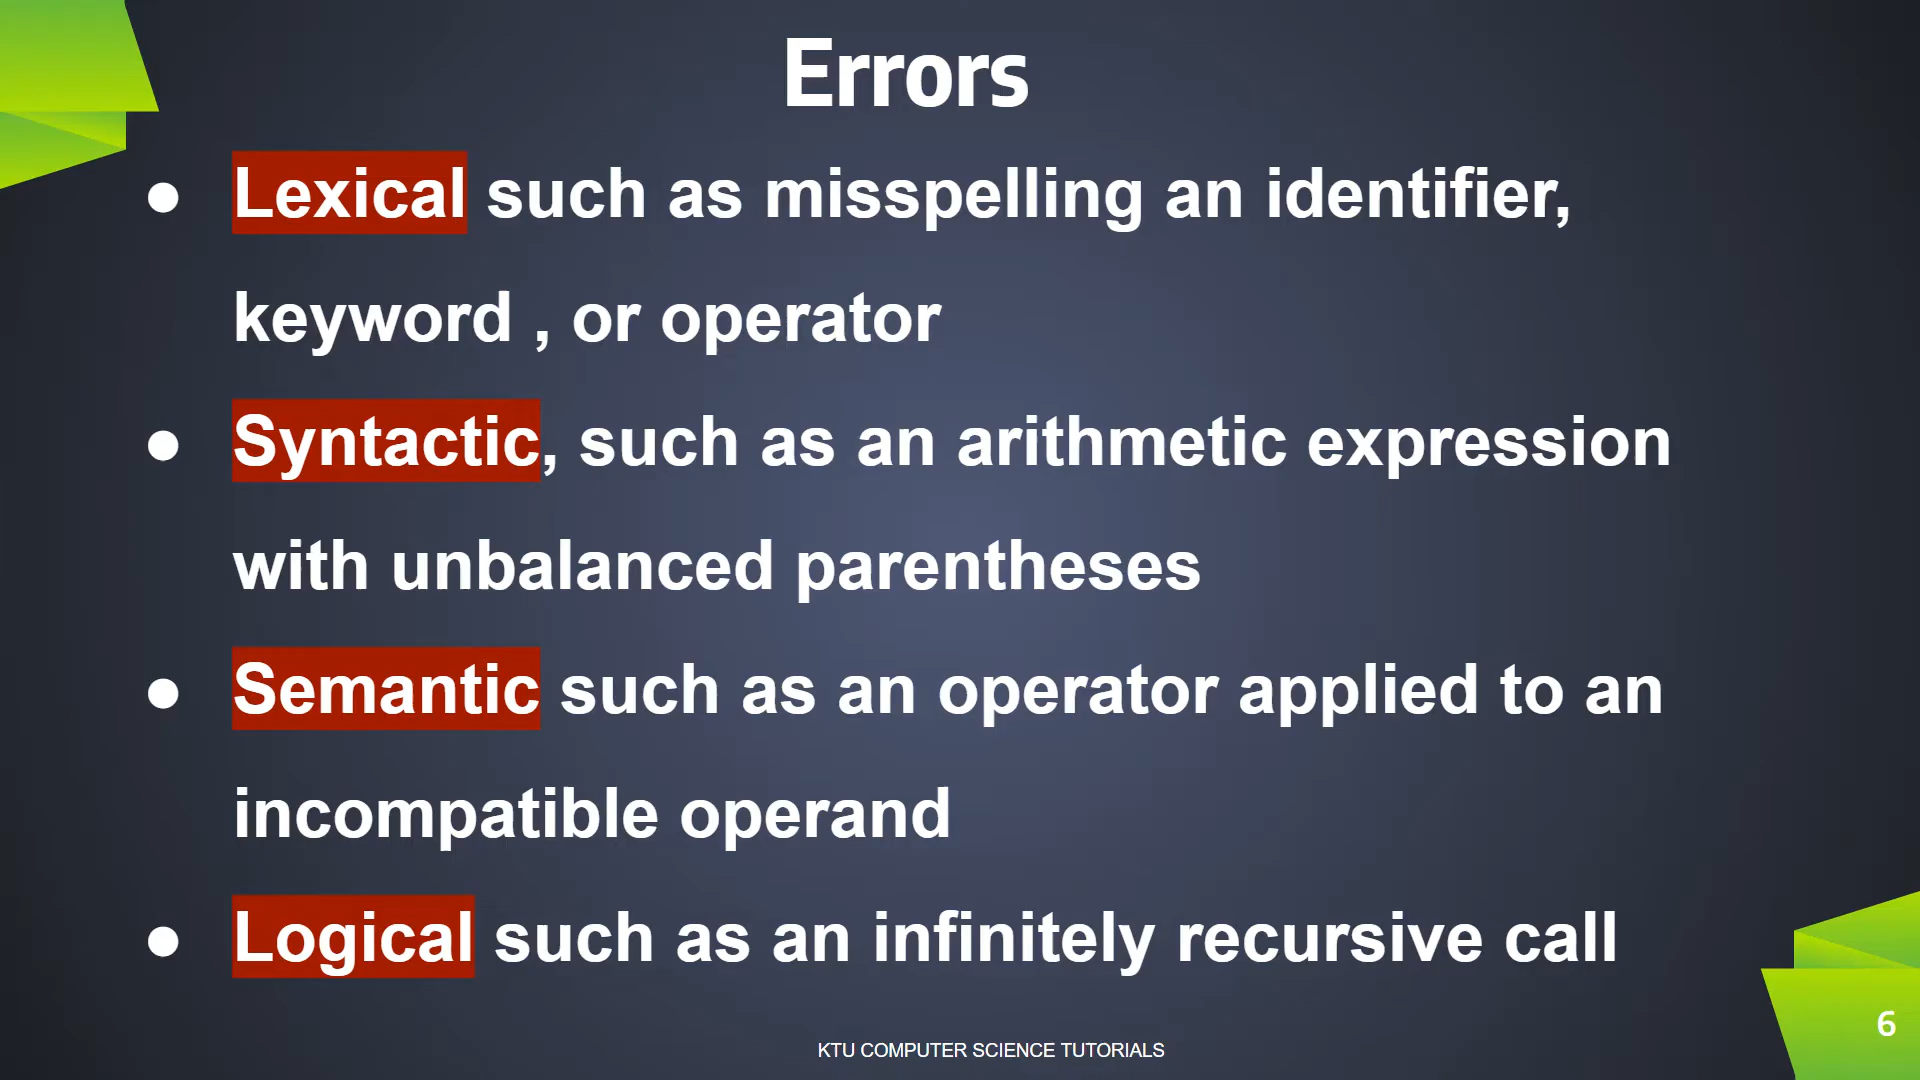 Errors
● Lexical such as misspelling an identifier,
keyword , or operator
● Syntactic, such as an arithmetic expression
with unbalanced parentheses
● Semantic such as an operator applied to an
incompatible operand
● Logical such as an infinitely recursive call
6
KTU COMPUTER SCIENCE TUTORIALS